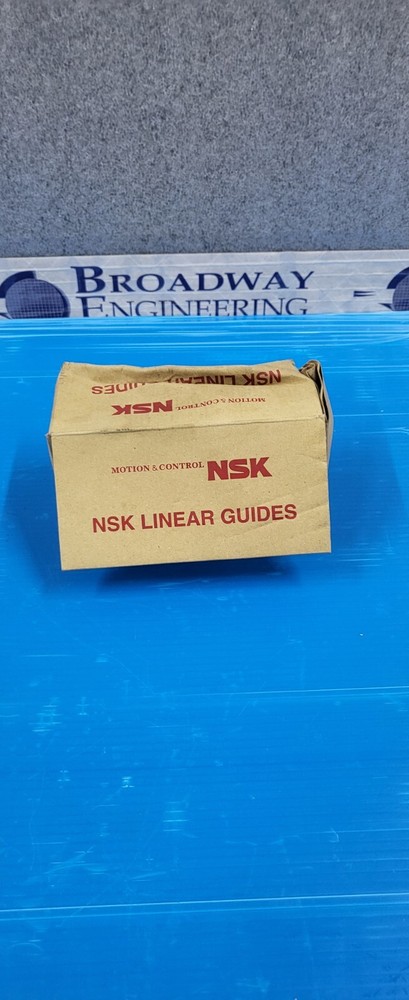 BROADWAY
ENGINEERING
NSK LINEAR GUIDES
MOTION & CONTROL NSK
MOTION & CONTROL NSK
NSK LINEAR GUIDES